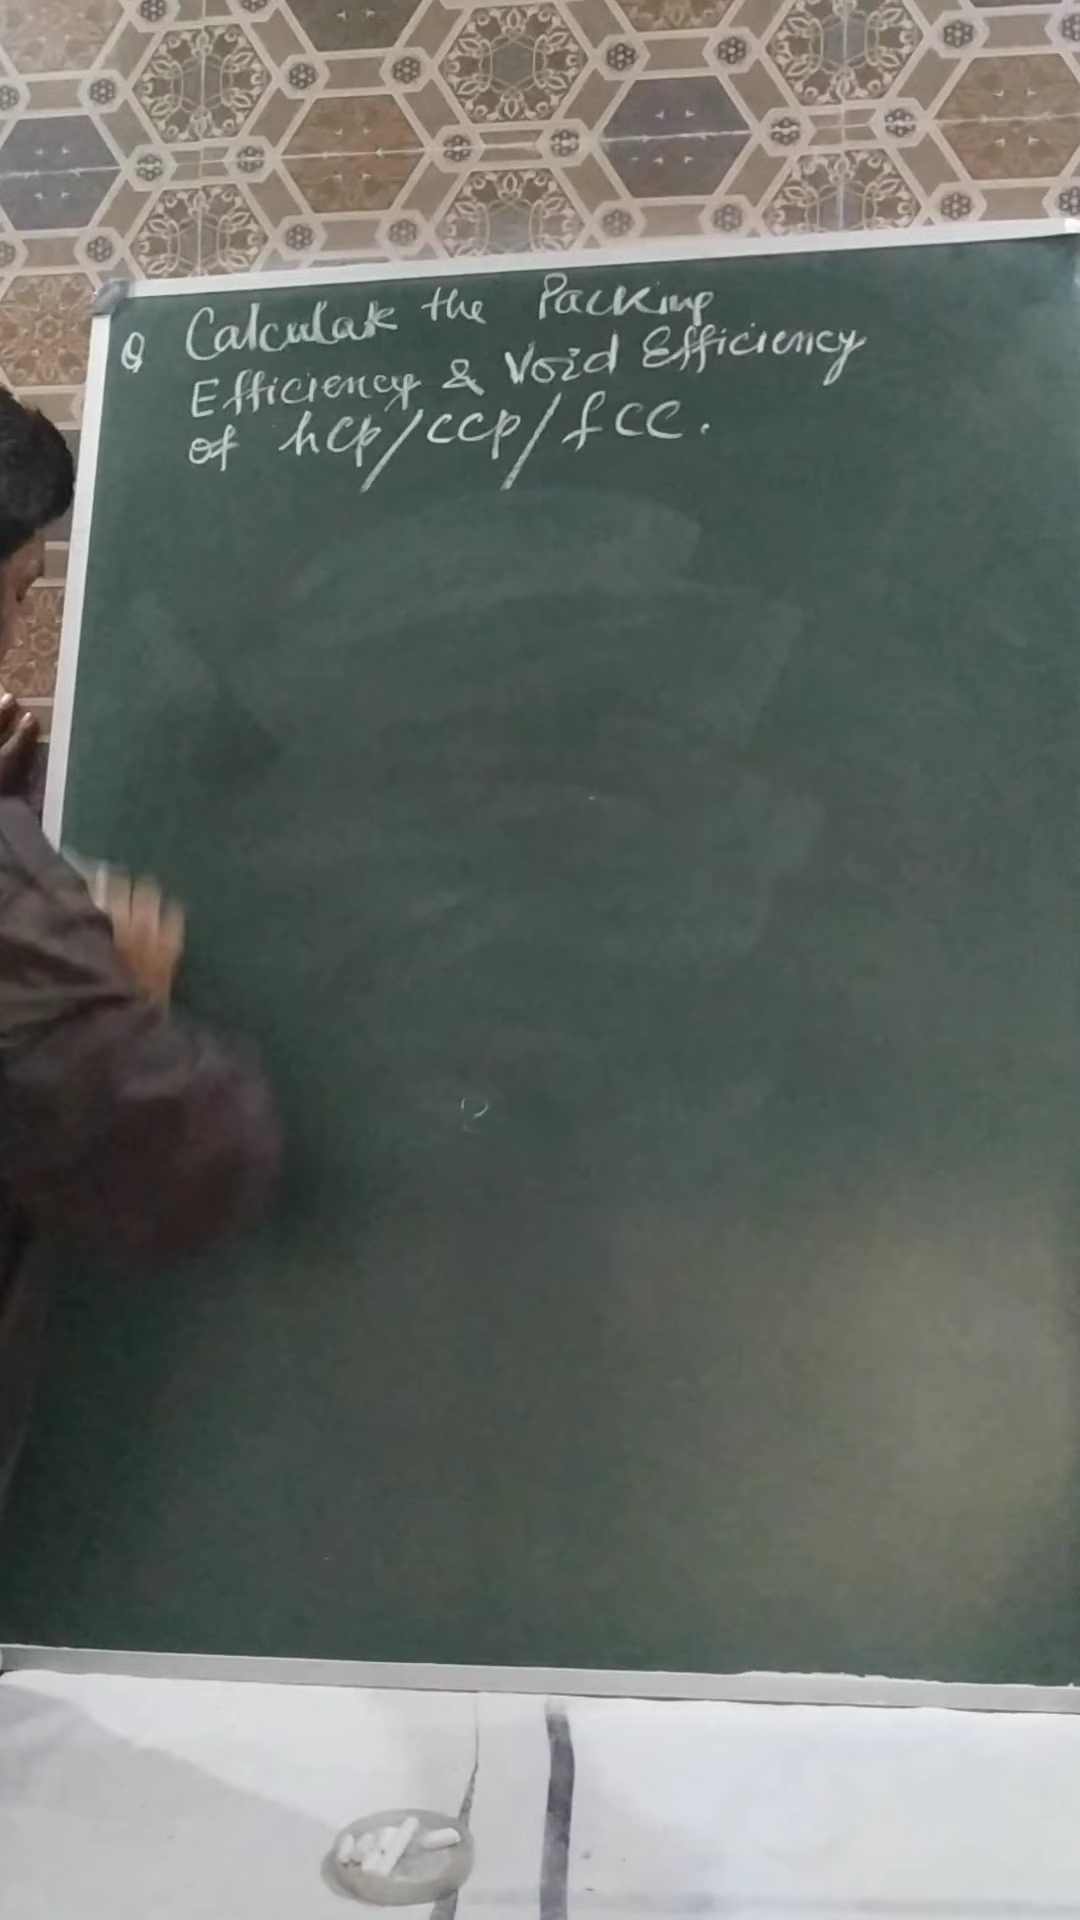 Q Calculate the Packing
Efficiency & Void Efficiency
of hcp/ccp/fcc.